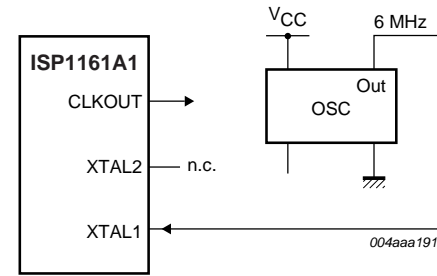 VCC
6 MHz
ISP1161A1
Out
CLKOUT
OSC
XTAL2
n.c.
XTAL1
004aaa191